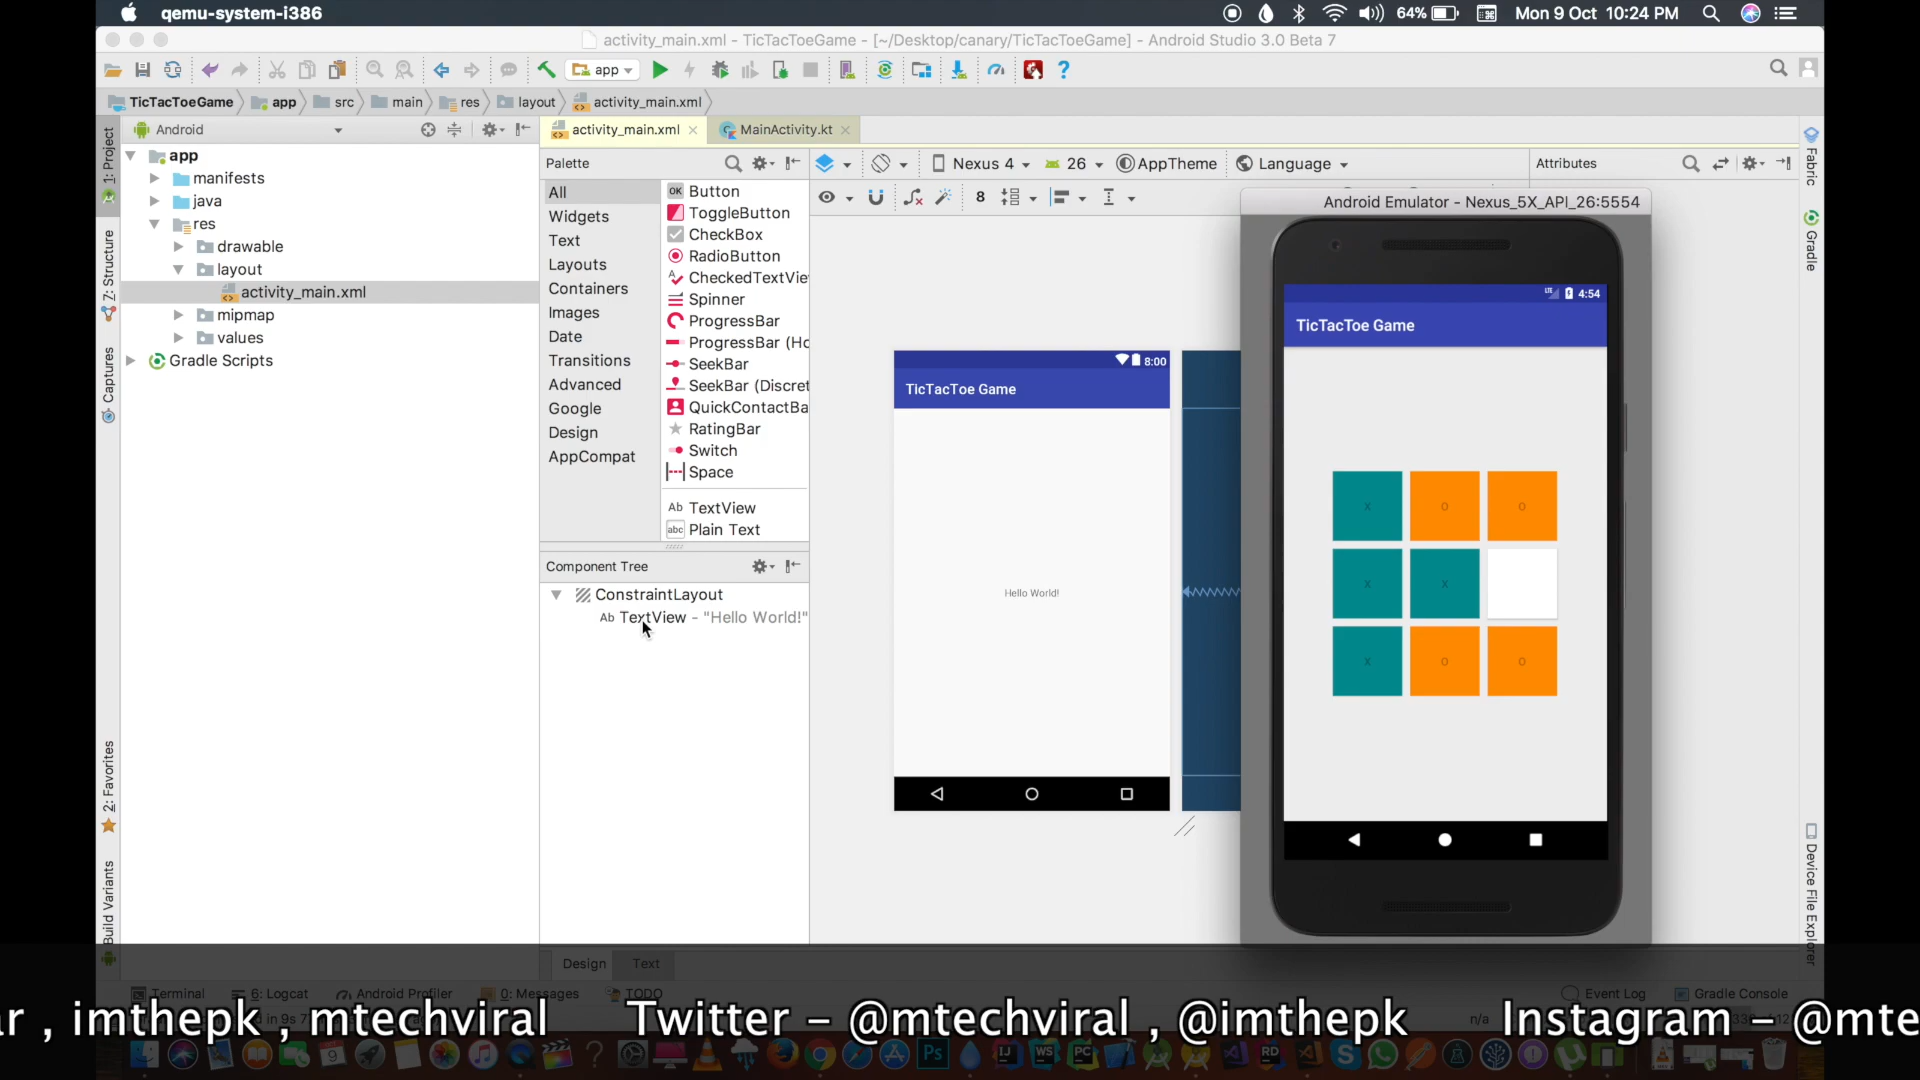 qemu-system-i386
64%
Mon 9 Oct 10:24 PM
activity_main.xml - TicTacToeGame - [~/Desktop/canary/TicTacToeGame] - Android Studio 3.0 Beta 7
app
TicTacToeGame app src main res layout activity_main.xml
1: Project
Z: Structure
Captures
2: Favorites
Build Variants
Android
app
manifests
java
res
drawable
layout
activity_main.xml
mipmap
values
Gradle Scripts
activity_main.xml
MainActivity.kt
Palette
All
Widgets
Text
Layouts
Containers
Images
Date
Transitions
Advanced
Google
Design
AppCompat
OK Button
ToggleButton
CheckBox
RadioButton
CheckedTextVie
Spinner
ProgressBar
ProgressBar (Ho
SeekBar
SeekBar (Discret
QuickContactBa
RatingBar
Switch
Space
Ab TextView
abc Plain Text
Component Tree
ConstraintLayout
Ab TextView - "Hello World!"
Nexus 4
26
AppTheme
Language
8
Attributes
8:00
TicTacToe Game
Hello World!
Android Emulator - Nexus_5X_API_26:5554
LTE 4:54
TicTacToe Game
X O O
X X
X O O
Fabric
Gradle
Device File Explorer
Design Text
Terminal
6: Logcat
Android Profiler
0: Messages
TODO
Event Log
Gradle Console
n/a
ar , imthepk , mtechviral Twitter – @mtechviral , @imthepk Instagram – @mte